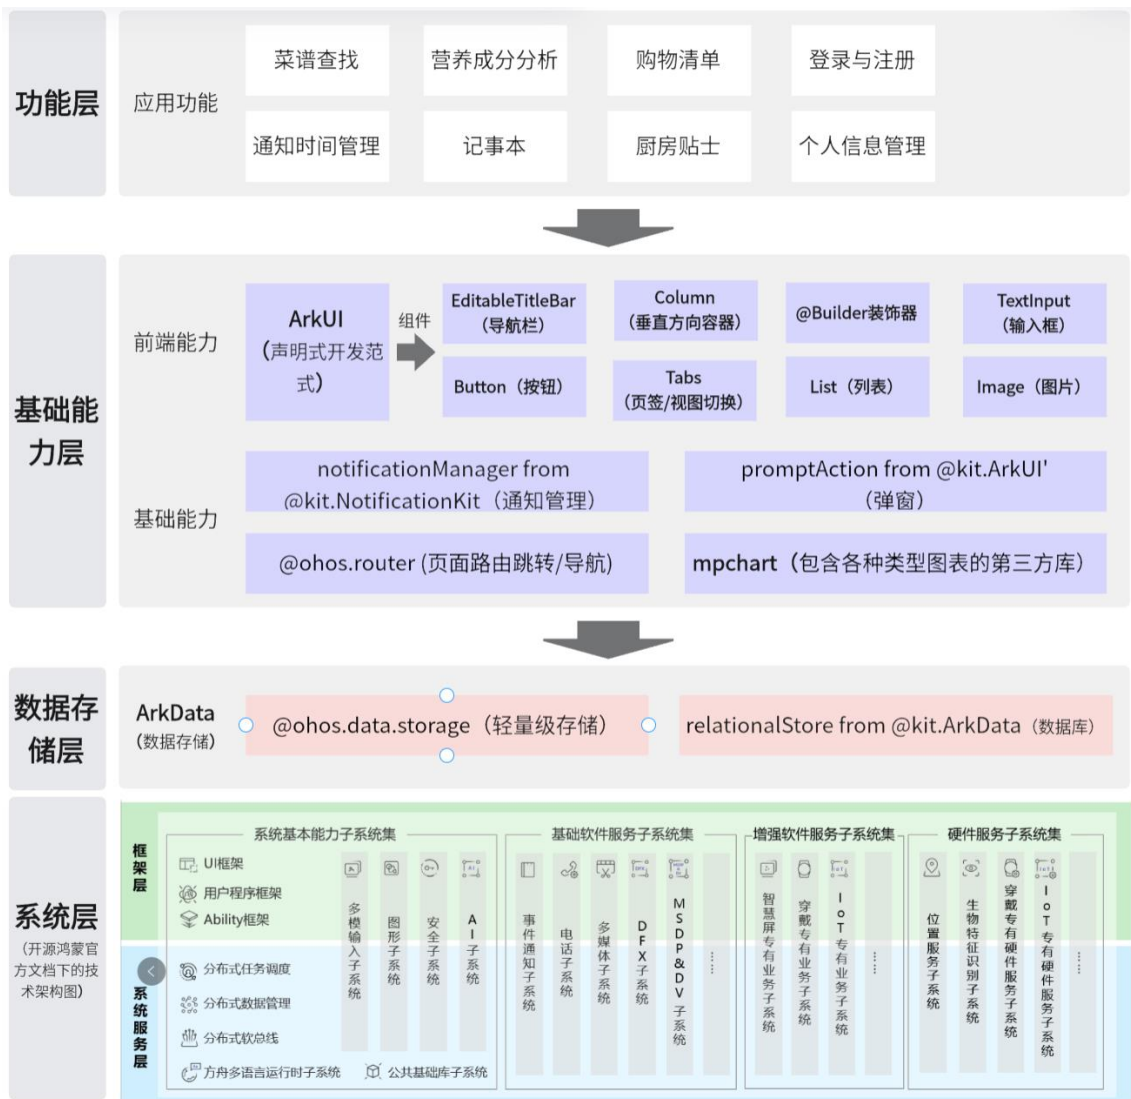 功能层
应用功能
菜谱查找
营养成分分析
购物清单
登录与注册
通知时间管理
记事本
厨房贴士
个人信息管理
基础能
力层
前端能力
ArkUI
（声明式开发范
式）
组件
EditableTitleBar
（导航栏）
Column
（垂直方向容器）
@Builder装饰器
TextInput
（输入框）
Button（按钮）
Tabs
（页签/视图切换）
List（列表）
Image（图片）
基础能力
notificationManager from
@kit.NotificationKit（通知管理）
promptAction from @kit.ArkUI'
（弹窗）
@ohos.router (页面路由跳转/导航)
mpchart（包含各种类型图表的第三方库）
数据存
储层
ArkData
（数据存储）
@ohos.data.storage（轻量级存储）
relationalStore from @kit.ArkData（数据库）
系统层
（开源鸿蒙官
方文档下的技
术架构图）
框架层
系统服务层
系统基本能力子系统集
UI框架
用户程序框架
Ability框架
分布式任务调度
分布式数据管理
分布式软总线
方舟多语言运行时子系统
公共基础库子系统
多模输入子系统
图形子系统
安全子系统
AI子系统
基础软件服务子系统集
事件通知子系统
电话子系统
多媒体子系统
DFX子系统
MSDP&DV子系统
……
增强软件服务子系统集
智慧屏专有业务子系统
穿戴专有业务子系统
IoT专有业务子系统
……
硬件服务子系统集
位置服务子系统
生物特征识别子系统
穿戴专有硬件服务子系统
IoT专有硬件服务子系统
……